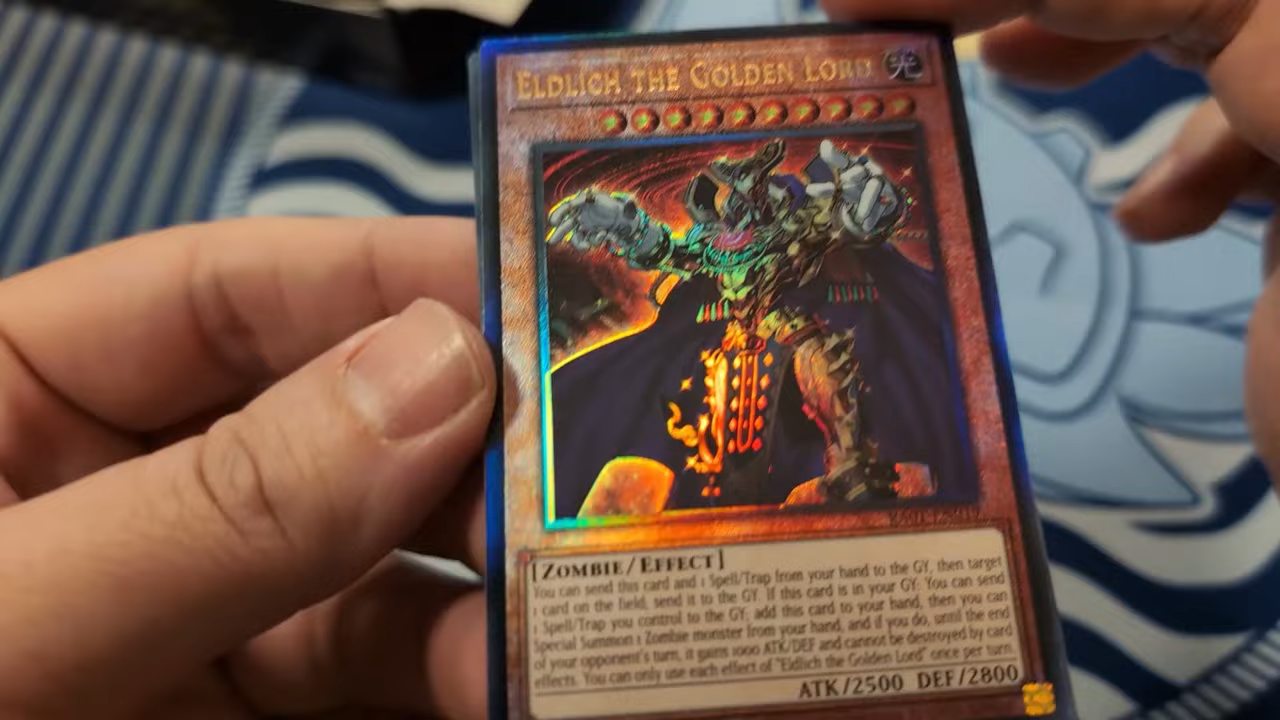 ELDLICH THE GOLDEN LORD
光
[ZOMBIE/EFFECT]
You can send this card and 1 Spell/Trap from your hand to the GY, then target
1 card on the field, send it to the GY. If this card is in your GY: You can send
1 Spell/Trap you control to the GY; add this card to your hand, then you can
Special Summon 1 Zombie monster from your hand, and if you do, until the end
of your opponent's turn, it gains 1000 ATK/DEF and cannot be destroyed by card
effects. You can only use each effect of "Eldlich the Golden Lord" once per turn.
ATK/2500 DEF/2800